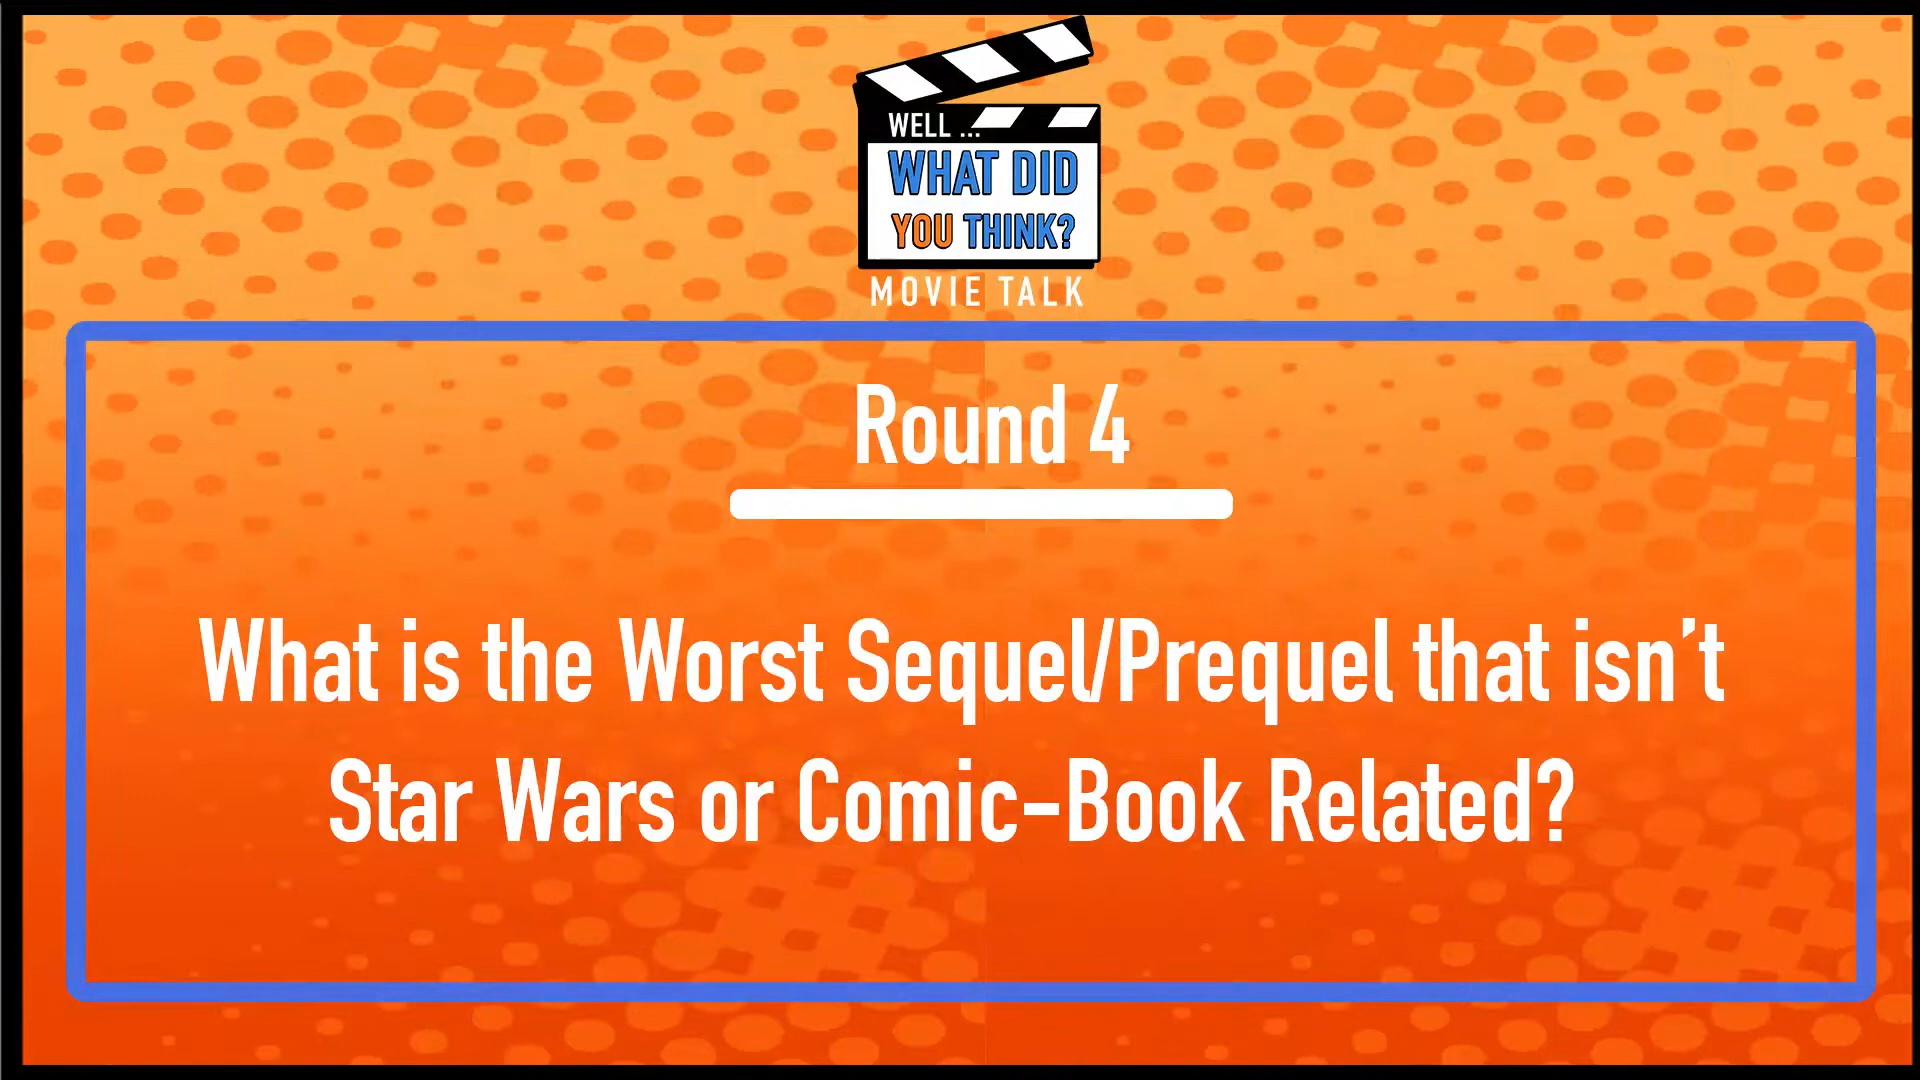 WELL ...
WHAT DID
YOU THINK?
MOVIE TALK
Round 4
What is the Worst Sequel/Prequel that isn't
Star Wars or Comic-Book Related?